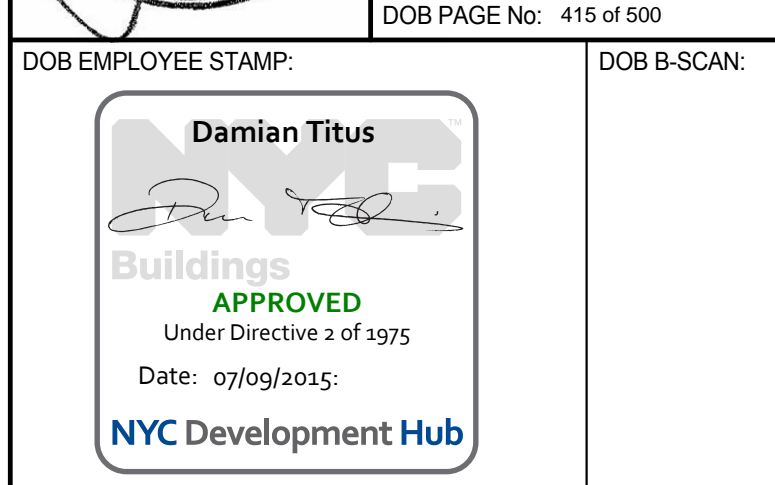 DOB PAGE No: 415 of 500
DOB EMPLOYEE STAMP:
DOB B-SCAN:
Damian Titus
NYC™
Buildings
APPROVED
Under Directive 2 of 1975
Date: 07/09/2015:
NYC Development Hub